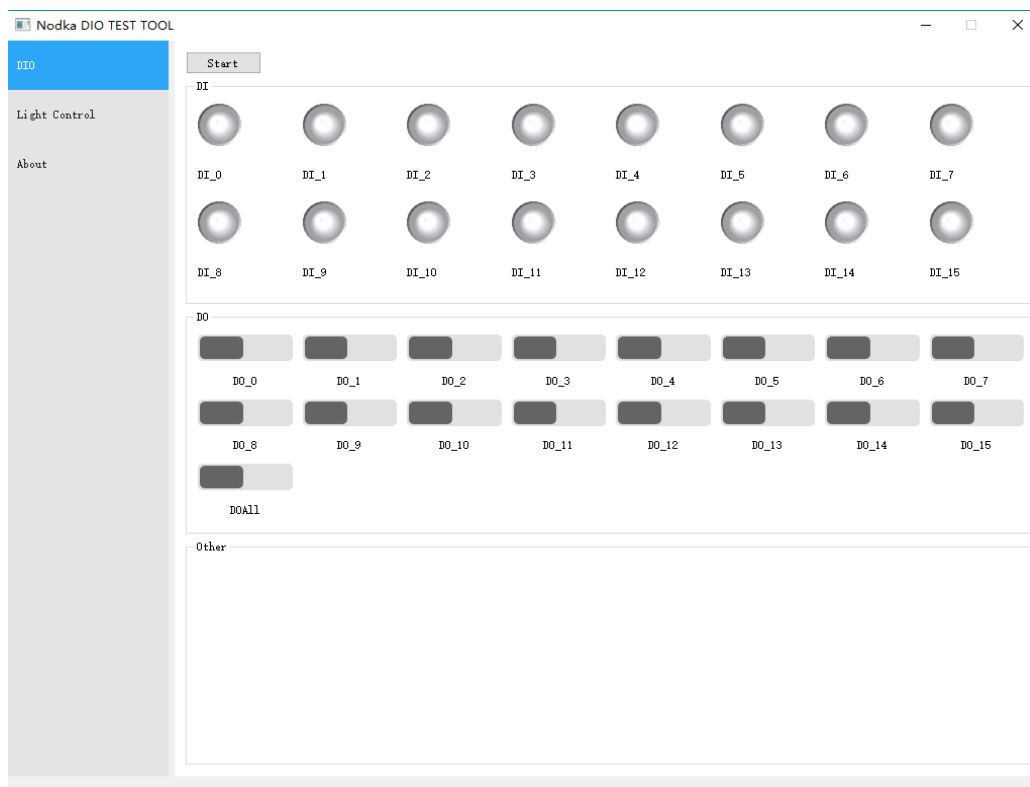 Nodka DIO TEST TOOL
DIO
Light Control
About
Start
DI
DI_0 DI_1 DI_2 DI_3 DI_4 DI_5 DI_6 DI_7
DI_8 DI_9 DI_10 DI_11 DI_12 DI_13 DI_14 DI_15
DO
DO_0 DO_1 DO_2 DO_3 DO_4 DO_5 DO_6 DO_7
DO_8 DO_9 DO_10 DO_11 DO_12 DO_13 DO_14 DO_15
DOAll
Other